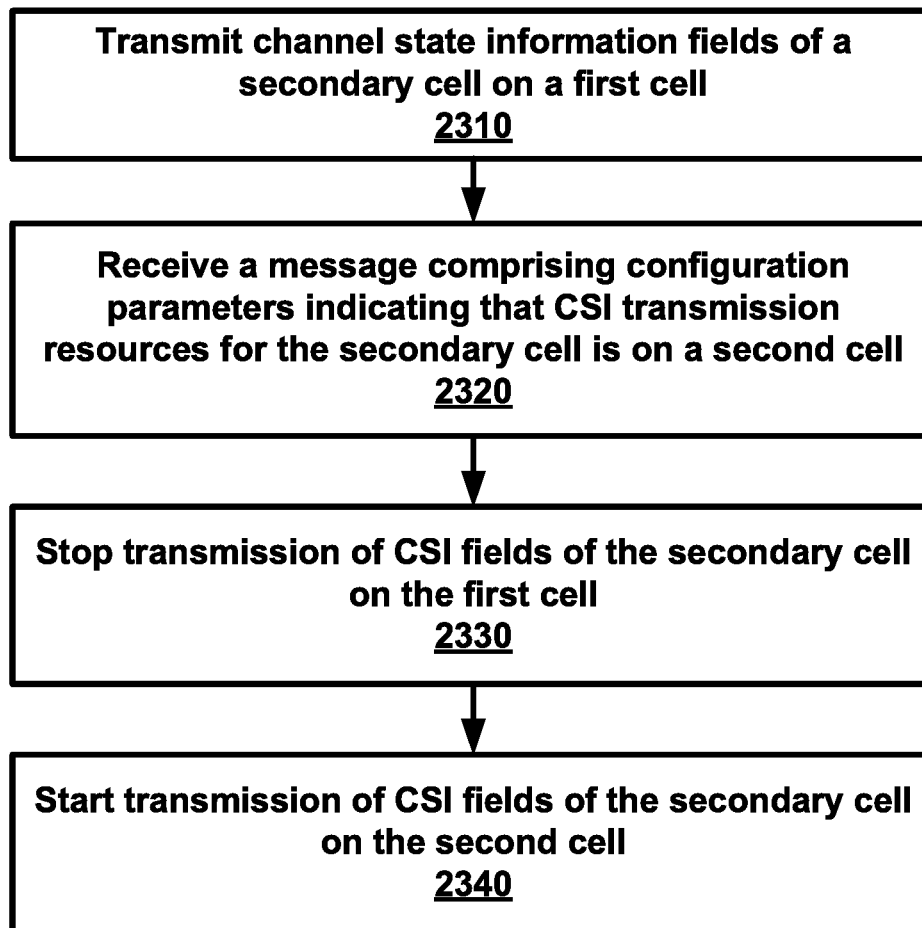 Transmit channel state information fields of a
secondary cell on a first cell
2310
Receive a message comprising configuration
parameters indicating that CSI transmission
resources for the secondary cell is on a second cell
2320
Stop transmission of CSI fields of the secondary cell
on the first cell
2330
Start transmission of CSI fields of the secondary cell
on the second cell
2340